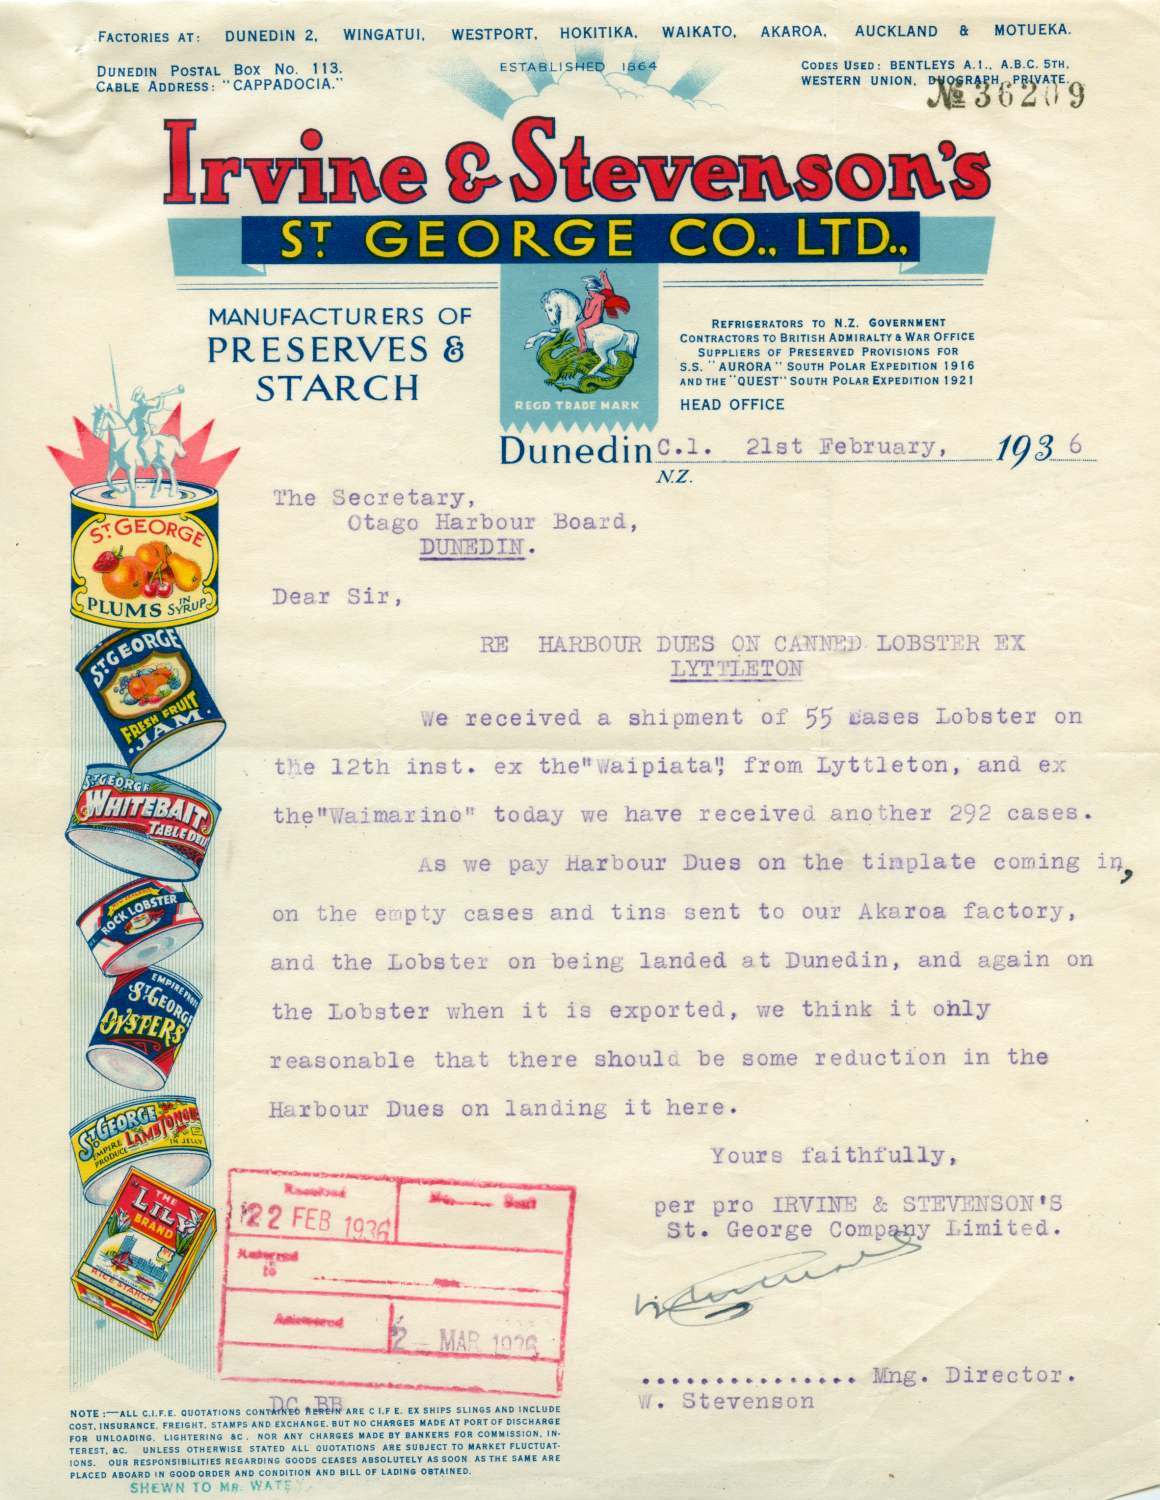 FACTORIES AT: DUNEDIN 2, WINGATUI, WESTPORT, HOKITIKA, WAIKATO, AKAROA, AUCKLAND & MOTUEKA.
DUNEDIN POSTAL BOX NO. 113.
CABLE ADDRESS: "CAPPADOCIA."
ESTABLISHED 1864
CODES USED: BENTLEYS A.1., A.B.C. 5TH,
WESTERN UNION, DUOGRAPH, PRIVATE.
No 36209
Irvine & Stevenson's
ST GEORGE CO., LTD.,
MANUFACTURERS OF
PRESERVES &
STARCH
REGD TRADE MARK
REFRIGERATORS TO N.Z. GOVERNMENT
CONTRACTORS TO BRITISH ADMIRALTY & WAR OFFICE
SUPPLIERS OF PRESERVED PROVISIONS FOR
S.S. "AURORA" SOUTH POLAR EXPEDITION 1916
AND THE "QUEST" SOUTH POLAR EXPEDITION 1921
HEAD OFFICE
Dunedin C.1. 21st February, 1936
N.Z.
The Secretary,
Otago Harbour Board,
DUNEDIN.
Dear Sir,
RE HARBOUR DUES ON CANNED LOBSTER EX
LYTTLETON
We received a shipment of 55 cases Lobster on
the 12th inst. ex the "Waipiata", from Lyttleton, and ex
the "Waimarino" today we have received another 292 cases.
As we pay Harbour Dues on the tinplate coming in,
on the empty cases and tins sent to our Akaroa factory,
and the Lobster on being landed at Dunedin, and again on
the Lobster when it is exported, we think it only
reasonable that there should be some reduction in the
Harbour Dues on landing it here.
Yours faithfully,
per pro IRVINE & STEVENSON'S
St. George Company Limited.
............... Mng. Director.
W. Stevenson
DC.BB
ST GEORGE
PLUMS IN SYRUP
ST GEORGE
FRESH FRUIT
JAM
ST GEORGE
WHITEBAIT
TABLE DELI
ROCK LOBSTER
EMPIRE PROD
ST GEORGE
OYSTERS
ST GEORGE
EMPIRE PRODUCE
LAMB TONGUES
IN JELLY
THE
LILY
BRAND
RICE STARCH
Received
22 FEB 1936
Referred
to
Answered
2 - MAR 1936
NOTE:—ALL C.I.F.E. QUOTATIONS CONTAINED HEREIN ARE C.I.F.E. EX SHIPS SLINGS AND INCLUDE
COST, INSURANCE, FREIGHT, STAMPS AND EXCHANGE, BUT NO CHARGES MADE AT PORT OF DISCHARGE
FOR UNLOADING, LIGHTERING &C. NOR ANY CHARGES MADE BY BANKERS FOR COMMISSION, IN-
TEREST, &C. UNLESS OTHERWISE STATED ALL QUOTATIONS ARE SUBJECT TO MARKET FLUCTUAT-
IONS. OUR RESPONSIBILITIES REGARDING GOODS CEASES ABSOLUTELY AS SOON AS THE SAME ARE
PLACED ABOARD IN GOOD ORDER AND CONDITION AND BILL OF LADING OBTAINED.
SHEWN TO MR.